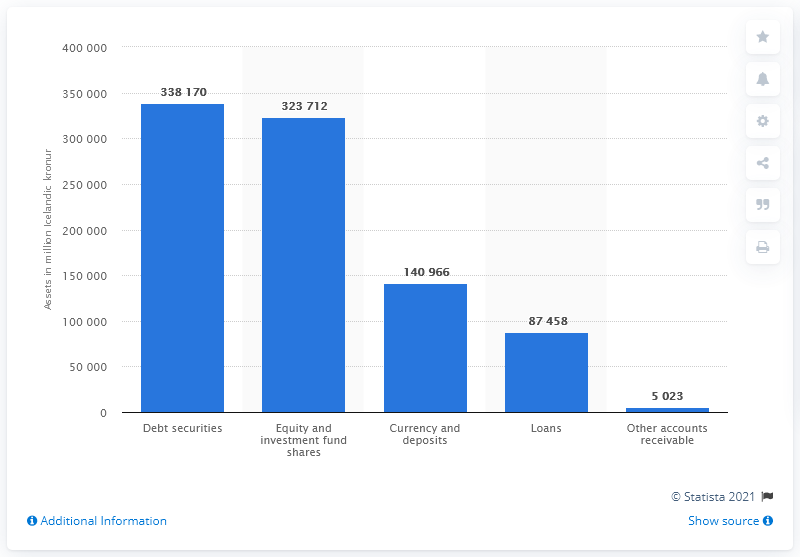 400 000
350 000
300 000
250 000
200 000
150 000
100 000
50 000
0
Assets in million Icelandic kronur
338 170
323 712
140 966
87 458
5 023
Debt securities
Equity and
investment fund
shares
Currency and
deposits
Loans
Other accounts
receivable
© Statista 2021
Additional Information
Show source